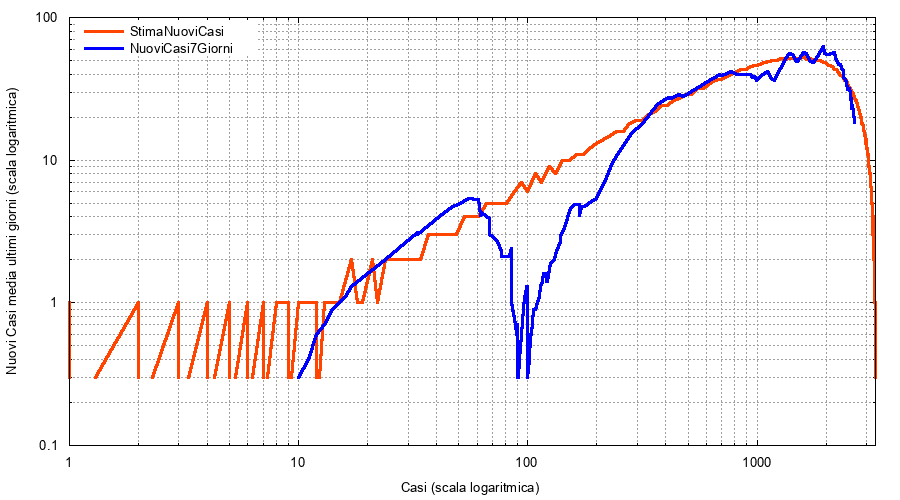 100
StimaNuoviCasi
NuoviCasi7Giorni
10
1
0.1
Nuovi Casi media ultimi giorni (scala logaritmica)
1
10
100
1000
Casi (scala logaritmica)